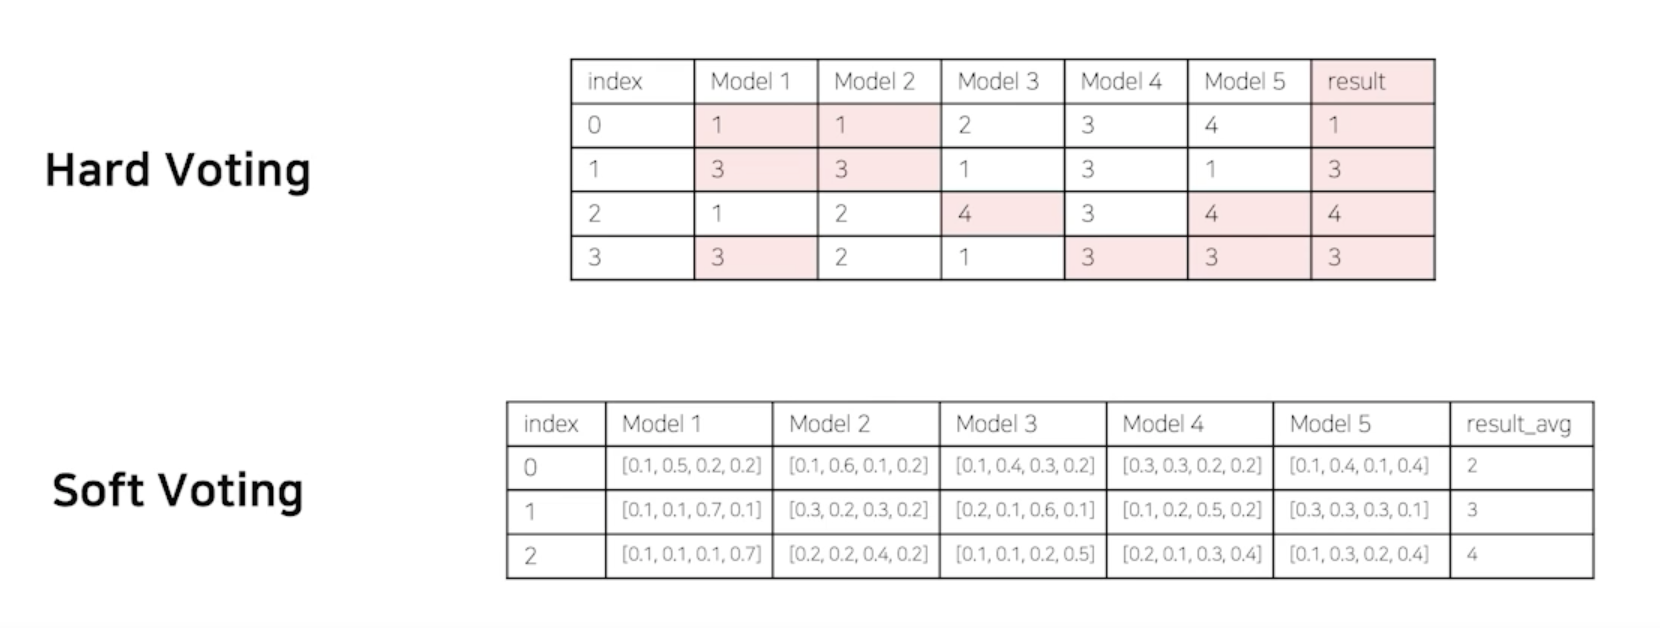 Hard Voting
index Model 1 Model 2 Model 3 Model 4 Model 5 result
0 1 1 2 3 4 1
1 3 3 1 3 1 3
2 1 2 4 3 4 4
3 3 2 1 3 3 3
Soft Voting
index Model 1 Model 2 Model 3 Model 4 Model 5 result_avg
0 [0.1, 0.5, 0.2, 0.2] [0.1, 0.6, 0.1, 0.2] [0.1, 0.4, 0.3, 0.2] [0.3, 0.3, 0.2, 0.2] [0.1, 0.4, 0.1, 0.4] 2
1 [0.1, 0.1, 0.7, 0.1] [0.3, 0.2, 0.3, 0.2] [0.2, 0.1, 0.6, 0.1] [0.1, 0.2, 0.5, 0.2] [0.3, 0.3, 0.3, 0.1] 3
2 [0.1, 0.1, 0.1, 0.7] [0.2, 0.2, 0.4, 0.2] [0.1, 0.1, 0.2, 0.5] [0.2, 0.1, 0.3, 0.4] [0.1, 0.3, 0.2, 0.4] 4